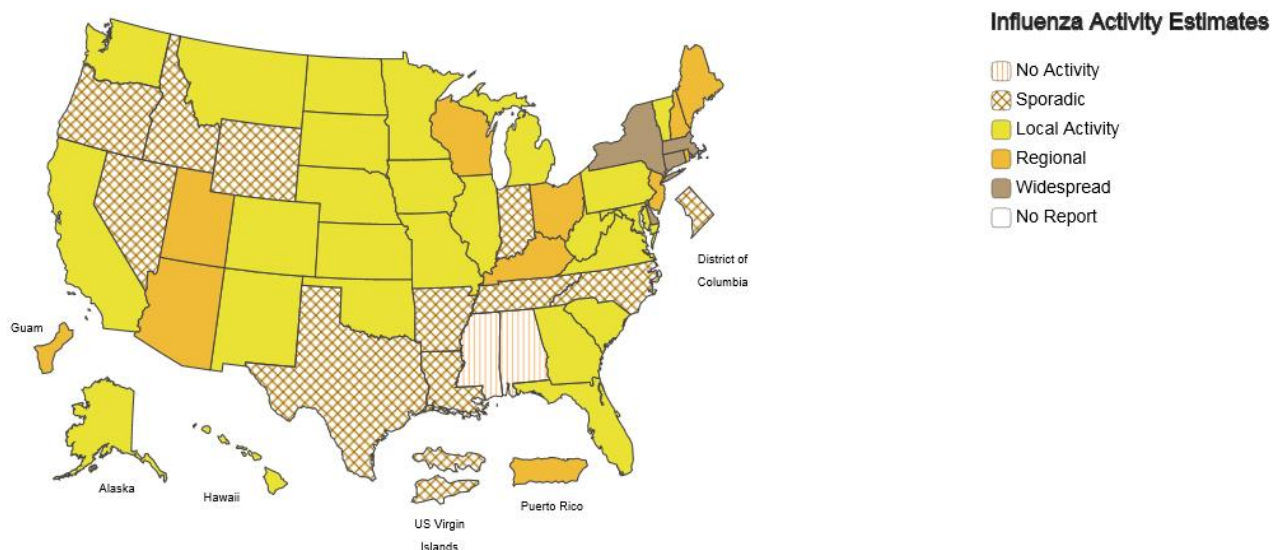 Influenza Activity Estimates
No Activity
Sporadic
Local Activity
Regional
Widespread
No Report
District of
Columbia
Guam
Alaska
Hawaii
US Virgin
Islands
Puerto Rico